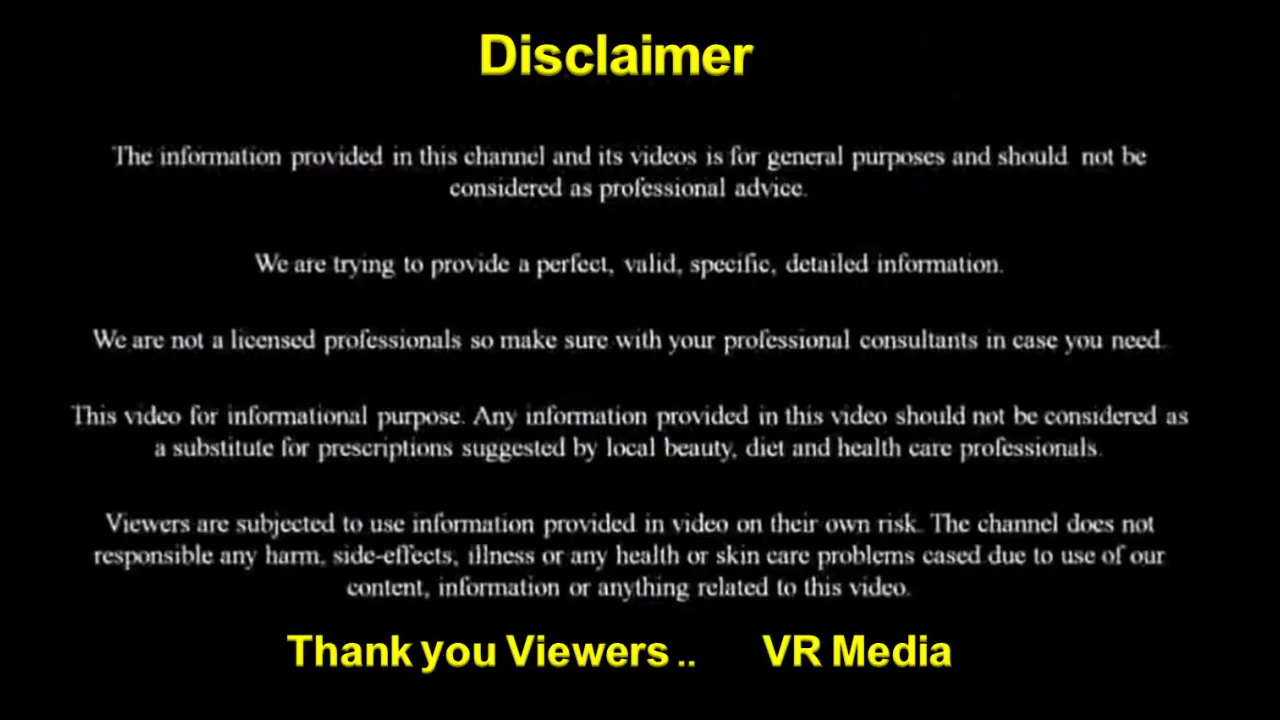 Disclaimer
The information provided in this channel and its videos is for general purposes and should not be
considered as professional advice.
We are trying to provide a perfect, valid, specific, detailed information.
We are not a licensed professionals so make sure with your professional consultants in case you need.
This video for informational purpose. Any information provided in this video should not be considered as
a substitute for prescriptions suggested by local beauty, diet and health care professionals.
Viewers are subjected to use information provided in video on their own risk. The channel does not
responsible any harm, side-effects, illness or any health or skin care problems cased due to use of our
content, information or anything related to this video.
Thank you Viewers .. VR Media